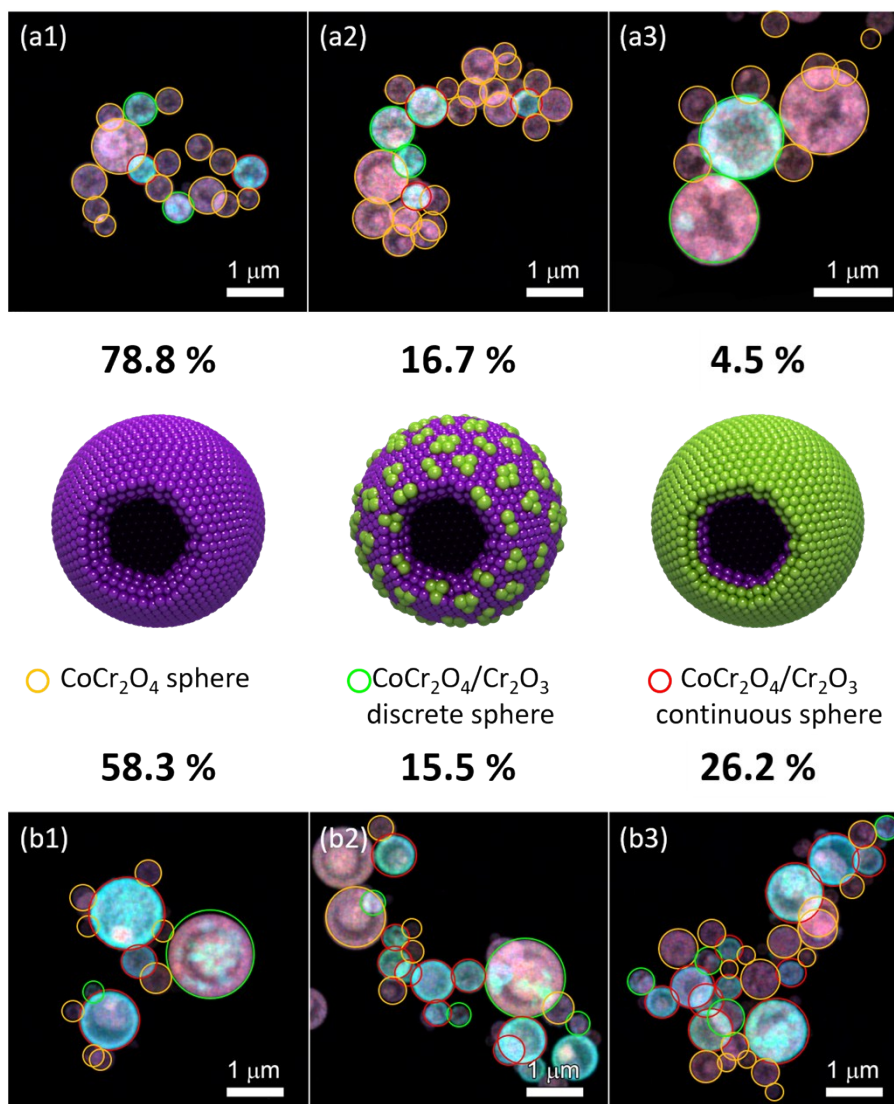 (a1)
(a2)
(a3)
1 μm
1 μm
1 μm
78.8 %
16.7 %
4.5 %
CoCr₂O₄ sphere
CoCr₂O₄/Cr₂O₃
discrete sphere
CoCr₂O₄/Cr₂O₃
continuous sphere
58.3 %
15.5 %
26.2 %
(b1)
(b2)
(b3)
1 μm
1 μm
1 μm